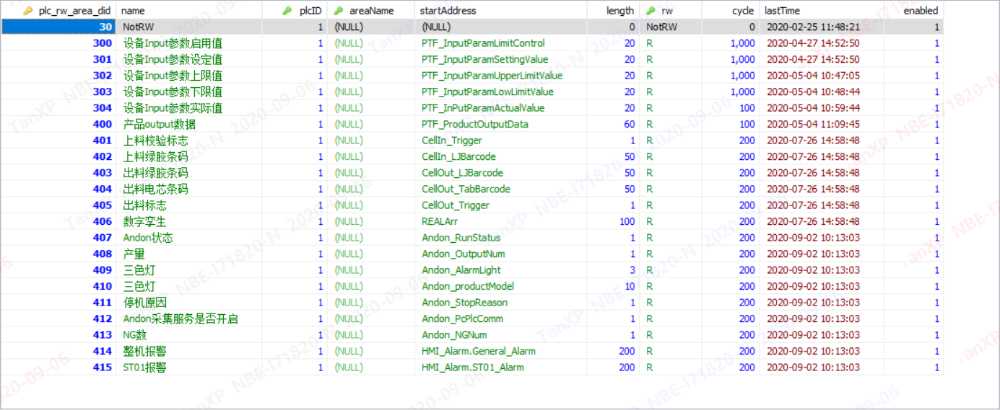 plc_rw_area_did name plcID areaName startAddress length rw cycle lastTime enabled
30 NotRW 1 (NULL) (NULL) 0 NotRW 0 2020-02-25 11:48:21 1
300 设备Input参数启用值 1 (NULL) PTF_InputParamLimitControl 20 R 1,000 2020-04-27 14:52:50 1
301 设备Input参数设定值 1 (NULL) PTF_InputParamSettingValue 20 R 1,000 2020-04-27 14:52:50 1
302 设备Input参数上限值 1 (NULL) PTF_InputParamUpperLimitValue 20 R 1,000 2020-05-04 10:47:05 1
303 设备Input参数下限值 1 (NULL) PTF_InputParamLowLimitValue 20 R 1,000 2020-05-04 10:48:44 1
304 设备Input参数实际值 1 (NULL) PTF_InPutParamActualValue 20 R 100 2020-05-04 10:59:44 1
400 产品output数据 1 (NULL) PTF_ProductOutputData 60 R 100 2020-05-04 11:09:45 1
401 上料校验标志 1 (NULL) CellIn_Trigger 1 R 200 2020-07-26 14:58:48 1
402 上料绿胶条码 1 (NULL) CellIn_LJBarcode 50 R 200 2020-07-26 14:58:48 1
403 出料绿胶条码 1 (NULL) CellOut_LJBarcode 50 R 200 2020-07-26 14:58:48 1
404 出料电芯条码 1 (NULL) CellOut_TabBarcode 50 R 200 2020-07-26 14:58:48 1
405 出料标志 1 (NULL) CellOut_Trigger 1 R 200 2020-07-26 14:58:48 1
406 数字孪生 1 (NULL) REALArr 100 R 200 2020-07-26 14:58:48 1
407 Andon状态 1 (NULL) Andon_RunStatus 1 R 200 2020-09-02 10:13:03 1
408 产量 1 (NULL) Andon_OutputNum 1 R 200 2020-09-02 10:13:03 1
409 三色灯 1 (NULL) Andon_AlarmLight 3 R 200 2020-09-02 10:13:03 1
410 三色灯 1 (NULL) Andon_productModel 10 R 200 2020-09-02 10:13:03 1
411 停机原因 1 (NULL) Andon_StopReason 1 R 200 2020-09-02 10:13:03 1
412 Andon采集服务是否开启 1 (NULL) Andon_PcPlcComm 1 R 200 2020-09-02 10:13:03 1
413 NG数 1 (NULL) Andon_NGNum 1 R 200 2020-09-02 10:13:03 1
414 整机报警 1 (NULL) HMI_Alarm.General_Alarm 200 R 200 2020-09-02 10:13:03 1
415 ST01报警 1 (NULL) HMI_Alarm.ST01_Alarm 200 R 200 2020-09-02 10:13:03 1
TanXP NBE-I71820-N 2020-09-06